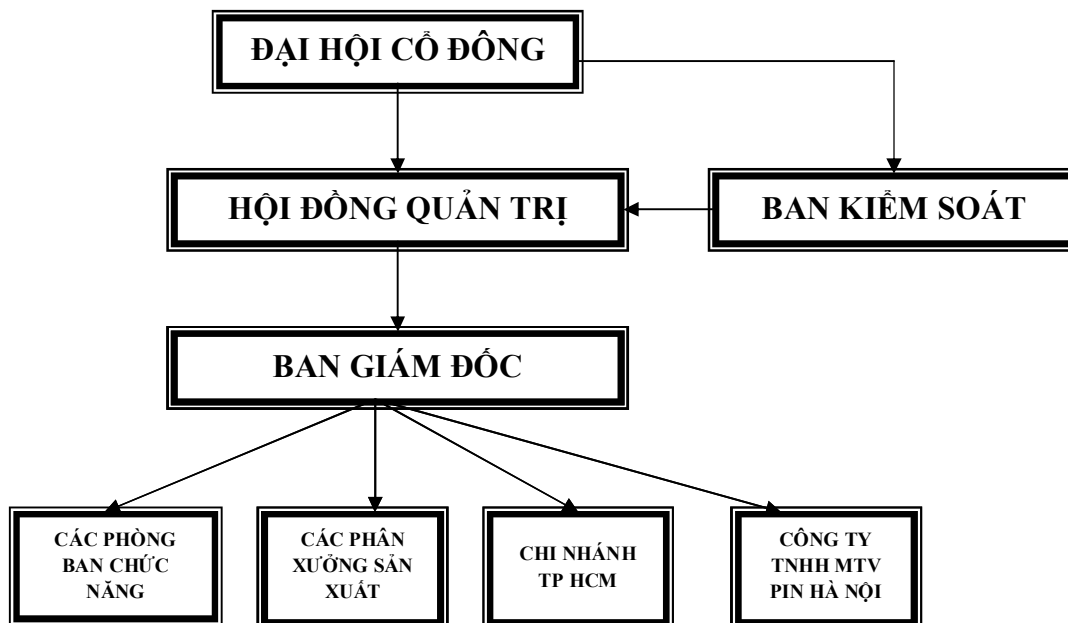 ĐẠI HỘI CỔ ĐÔNG
HỘI ĐỒNG QUẢN TRỊ
BAN KIỂM SOÁT
BAN GIÁM ĐỐC
CÁC PHÒNG
BAN CHỨC
NĂNG
CÁC PHÂN
XƯỞNG SẢN
XUẤT
CHI NHÁNH
TP HCM
CÔNG TY
TNHH MTV
PIN HÀ NỘI